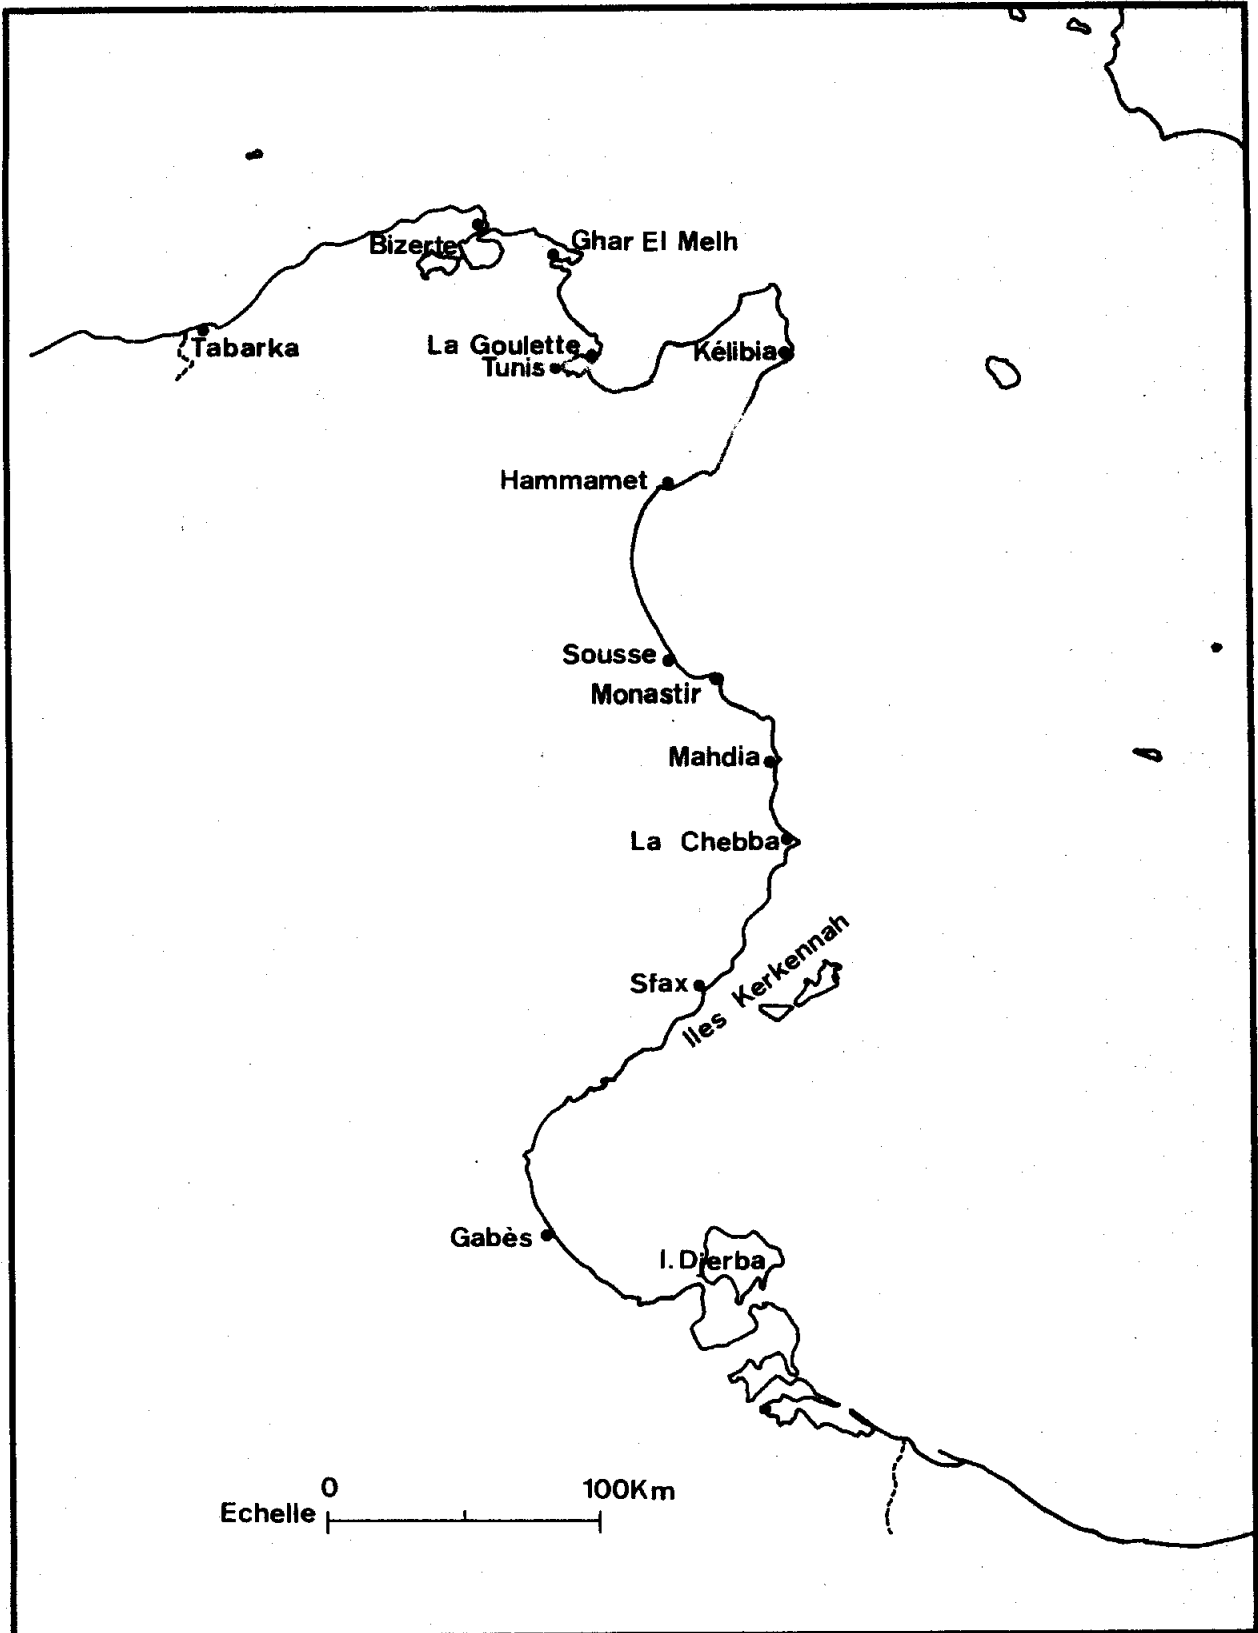 Bizerte
Ghar El Melh
Tabarka
La Goulette
Tunis
Kélibia
Hammamet
Sousse
Monastir
Mahdia
La Chebba
Iles Kerkennah
Sfax
Gabès
I. Djerba
0 100Km
Echelle